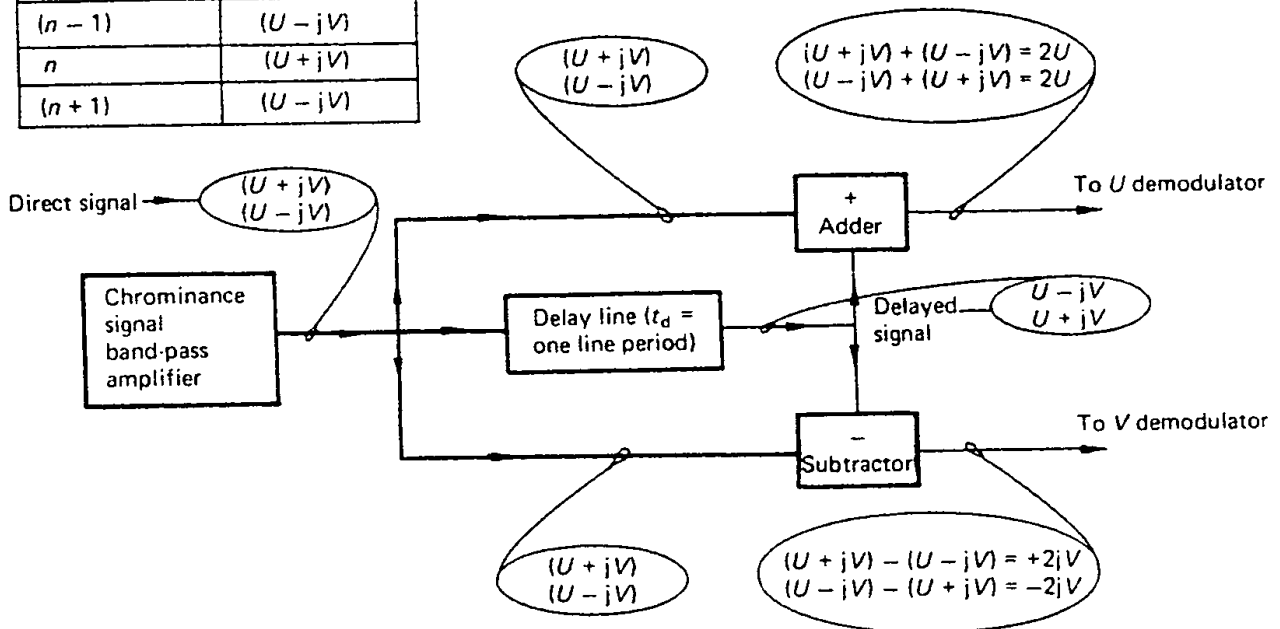 (n − 1) (U − jV)
n (U + jV)
(n + 1) (U − jV)
(U + jV)
(U − jV)
(U + jV) + (U − jV) = 2U
(U − jV) + (U + jV) = 2U
Direct signal
(U + jV)
(U − jV)
+
Adder
To U demodulator
Chrominance
signal
band-pass
amplifier
Delay line (td =
one line period)
Delayed
signal
U − jV
U + jV
−
Subtractor
To V demodulator
(U + jV)
(U − jV)
(U + jV) − (U − jV) = +2jV
(U − jV) − (U + jV) = −2jV